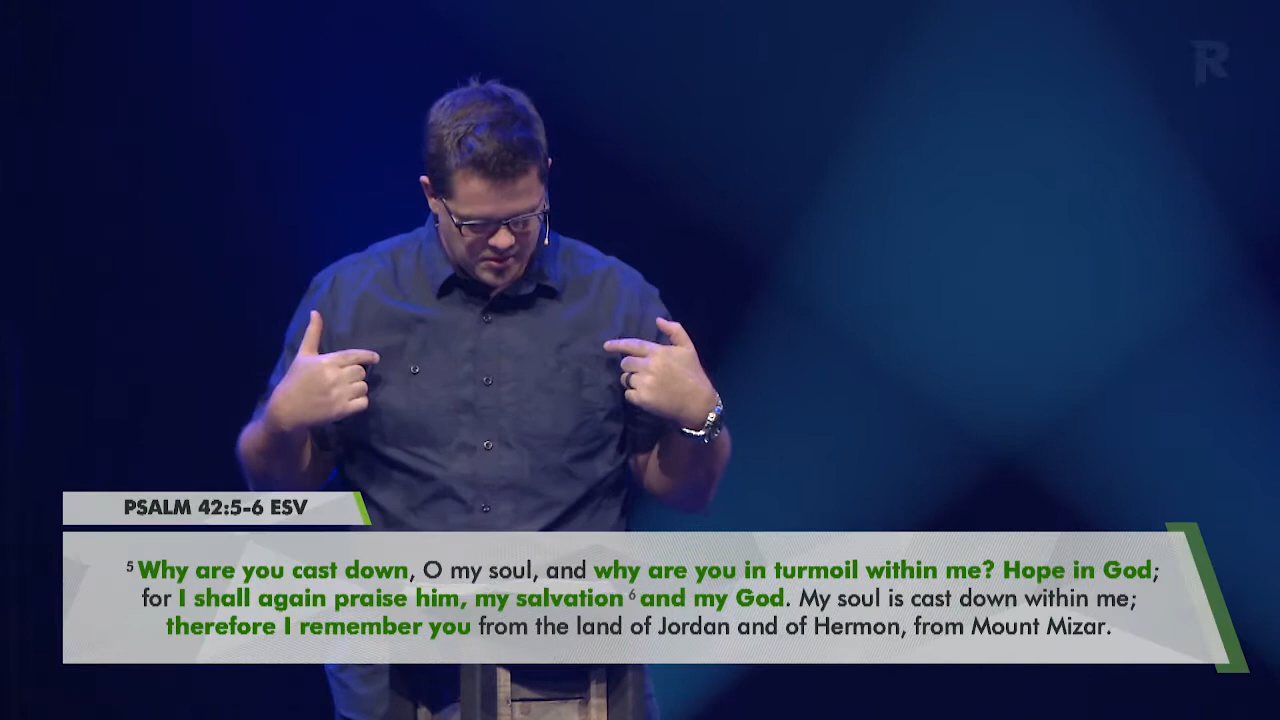 R
PSALM 42:5-6 ESV
5 Why are you cast down, O my soul, and why are you in turmoil within me? Hope in God;
for I shall again praise him, my salvation 6 and my God. My soul is cast down within me;
therefore I remember you from the land of Jordan and of Hermon, from Mount Mizar.